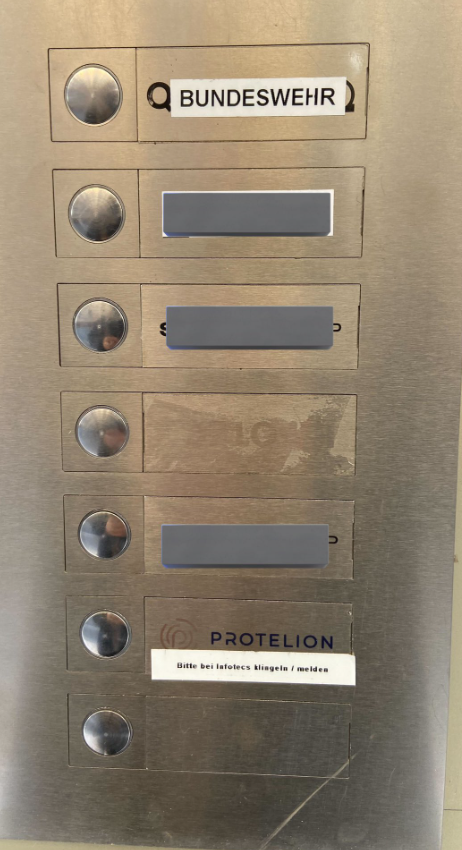 BUNDESWEHR
PROTELION
Bitte bei Infotecs klingeln / melden